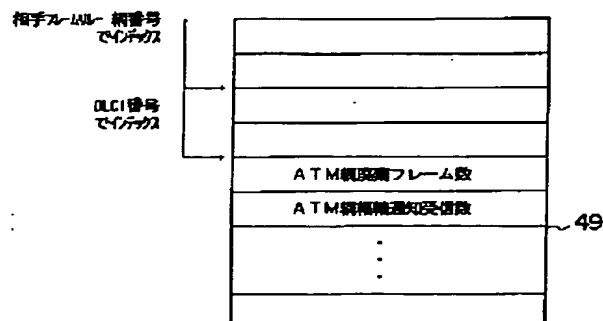 相手フレームリレー網番号
でインデックス
DLCI番号
でインデックス
ATM網廃棄フレーム数
ATM網輻輳通知受信数
49